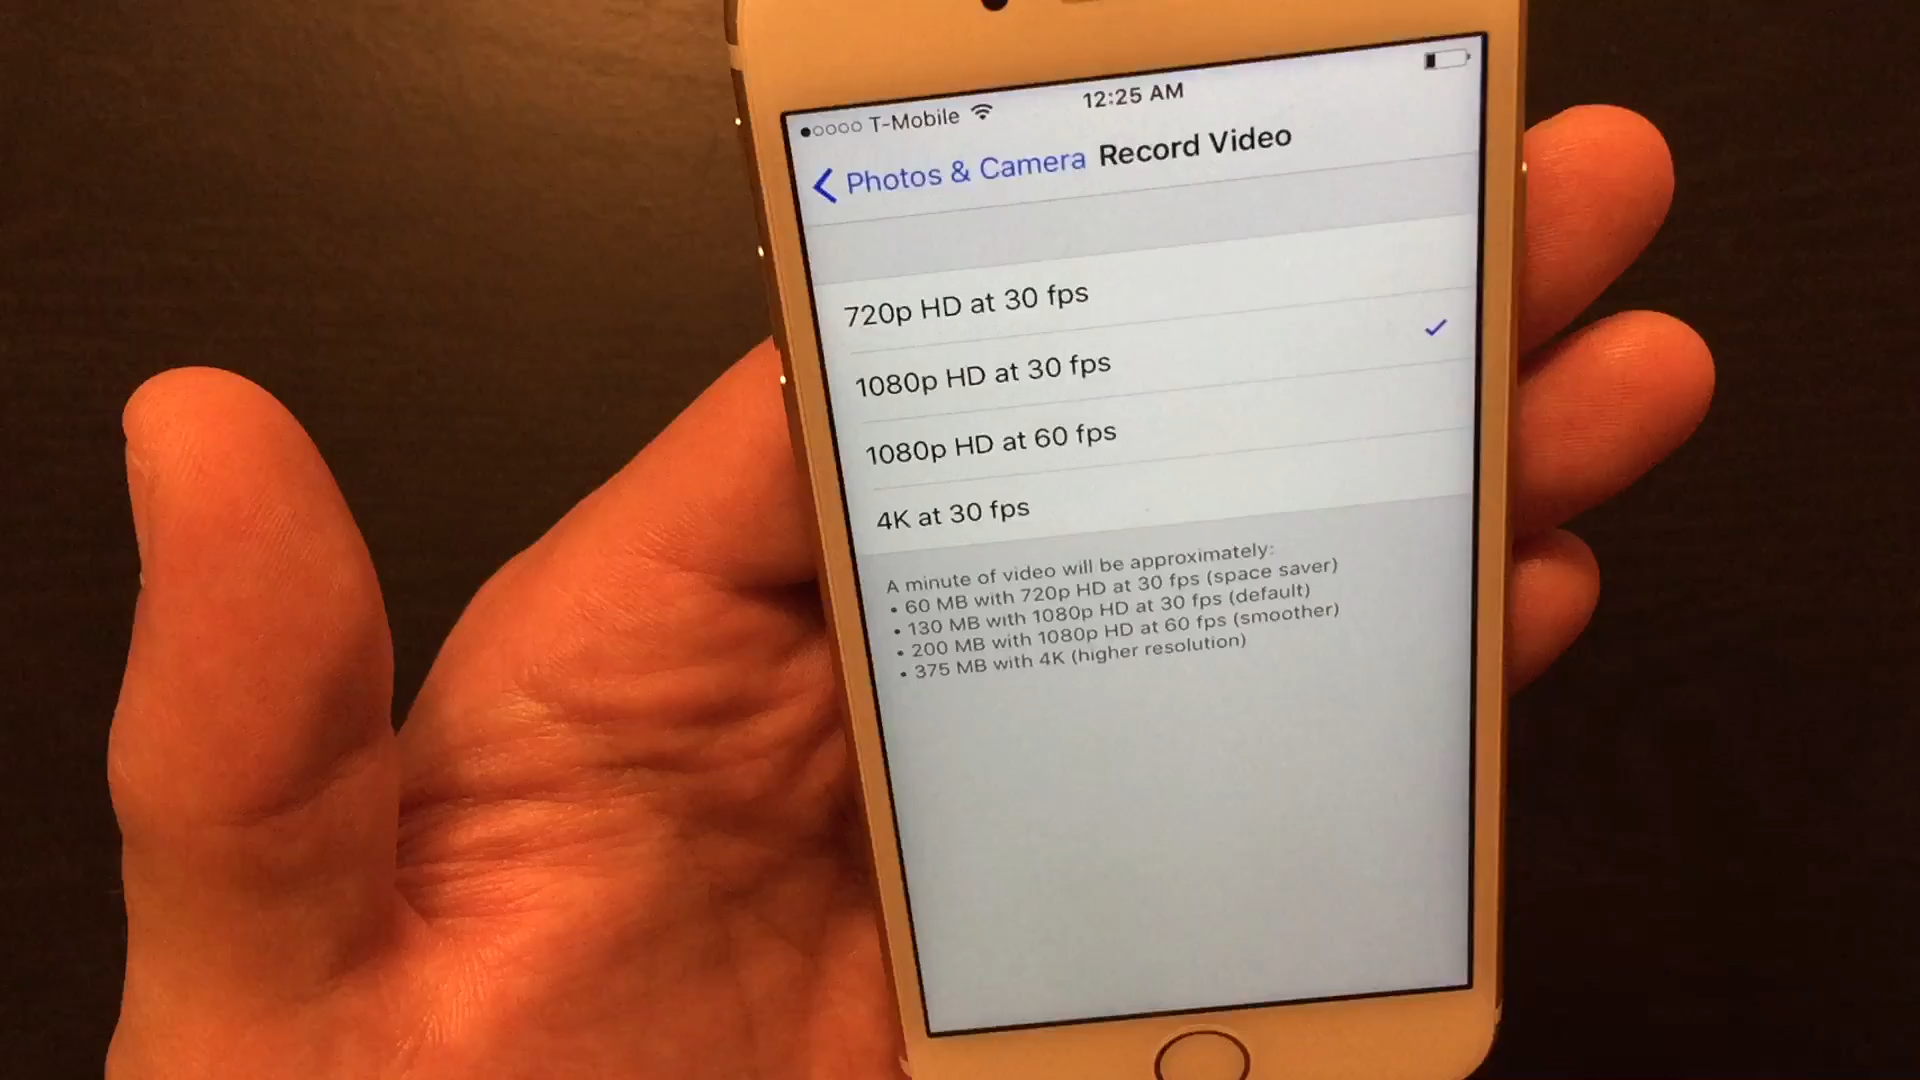 T-Mobile 12:25 AM
Photos & Camera Record Video
720p HD at 30 fps
1080p HD at 30 fps
1080p HD at 60 fps
4K at 30 fps
A minute of video will be approximately:
• 60 MB with 720p HD at 30 fps (space saver)
• 130 MB with 1080p HD at 30 fps (default)
• 200 MB with 1080p HD at 60 fps (smoother)
• 375 MB with 4K (higher resolution)